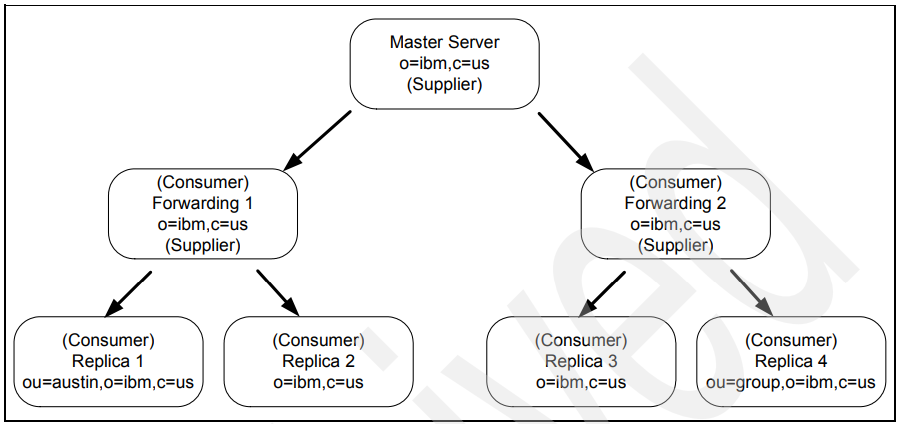 Master Server
o=ibm,c=us
(Supplier)
(Consumer)
Forwarding 1
o=ibm,c=us
(Supplier)
(Consumer)
Forwarding 2
o=ibm,c=us
(Supplier)
(Consumer)
Replica 1
ou=austin,o=ibm,c=us
(Consumer)
Replica 2
o=ibm,c=us
(Consumer)
Replica 3
o=ibm,c=us
(Consumer)
Replica 4
ou=group,o=ibm,c=us